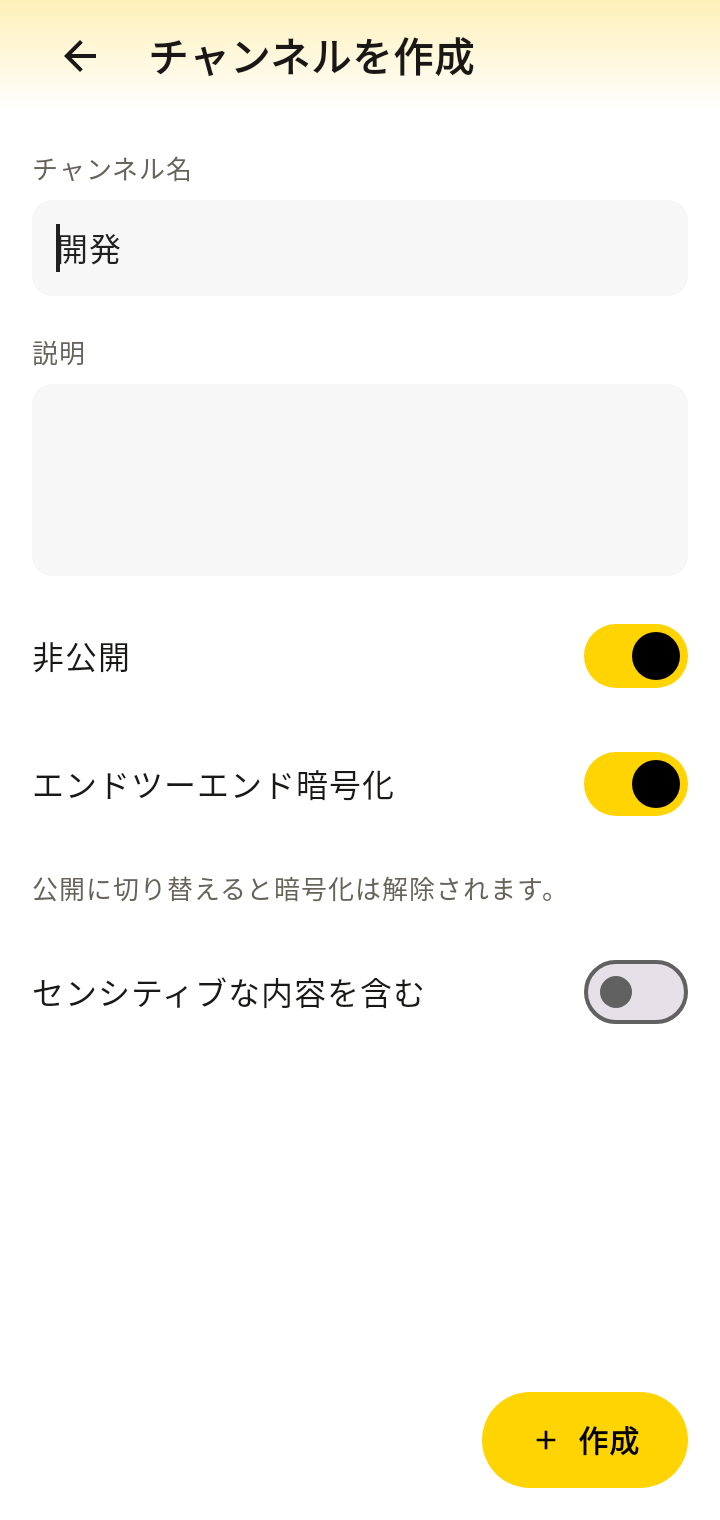 チャンネルを作成
チャンネル名
開発
説明
非公開
エンドツーエンド暗号化
公開に切り替えると暗号化は解除されます。
センシティブな内容を含む
+ 作成